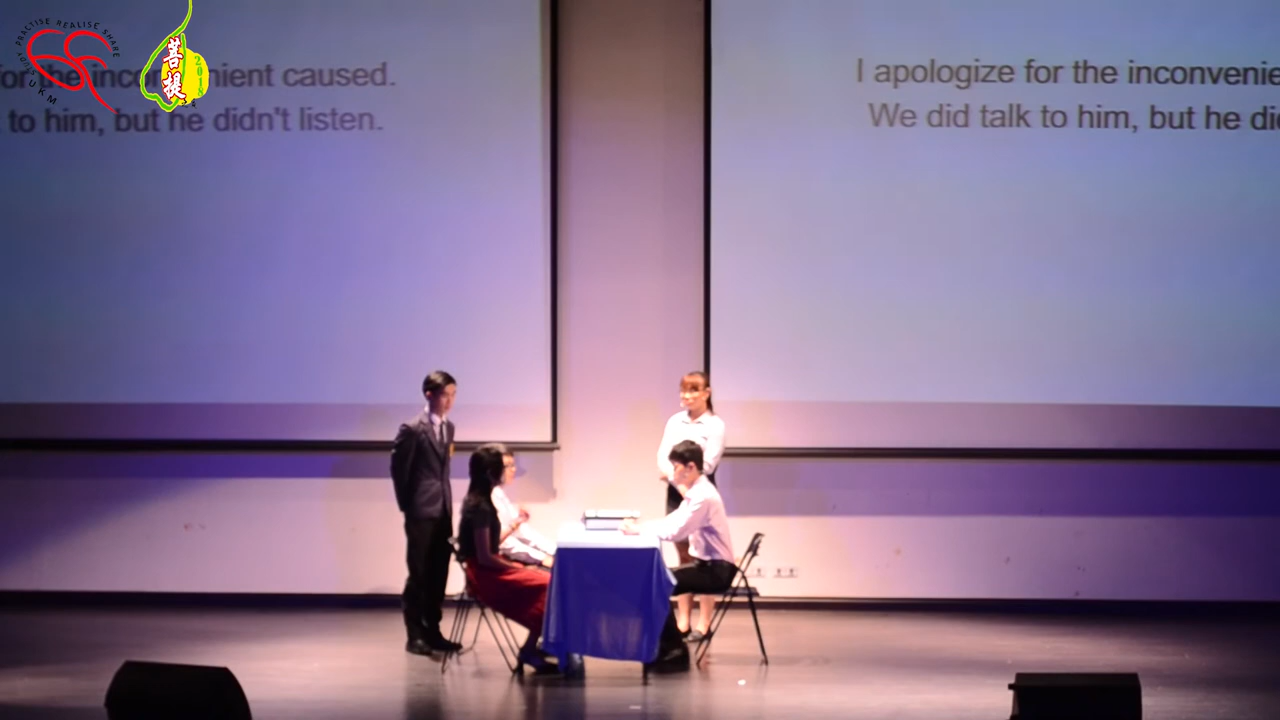 PRACTISE REALISE SHARE
STUDY
UKM
菩提
2018
for the inconvenient caused.
to him, but he didn't listen.
I apologize for the inconvenie
We did talk to him, but he di